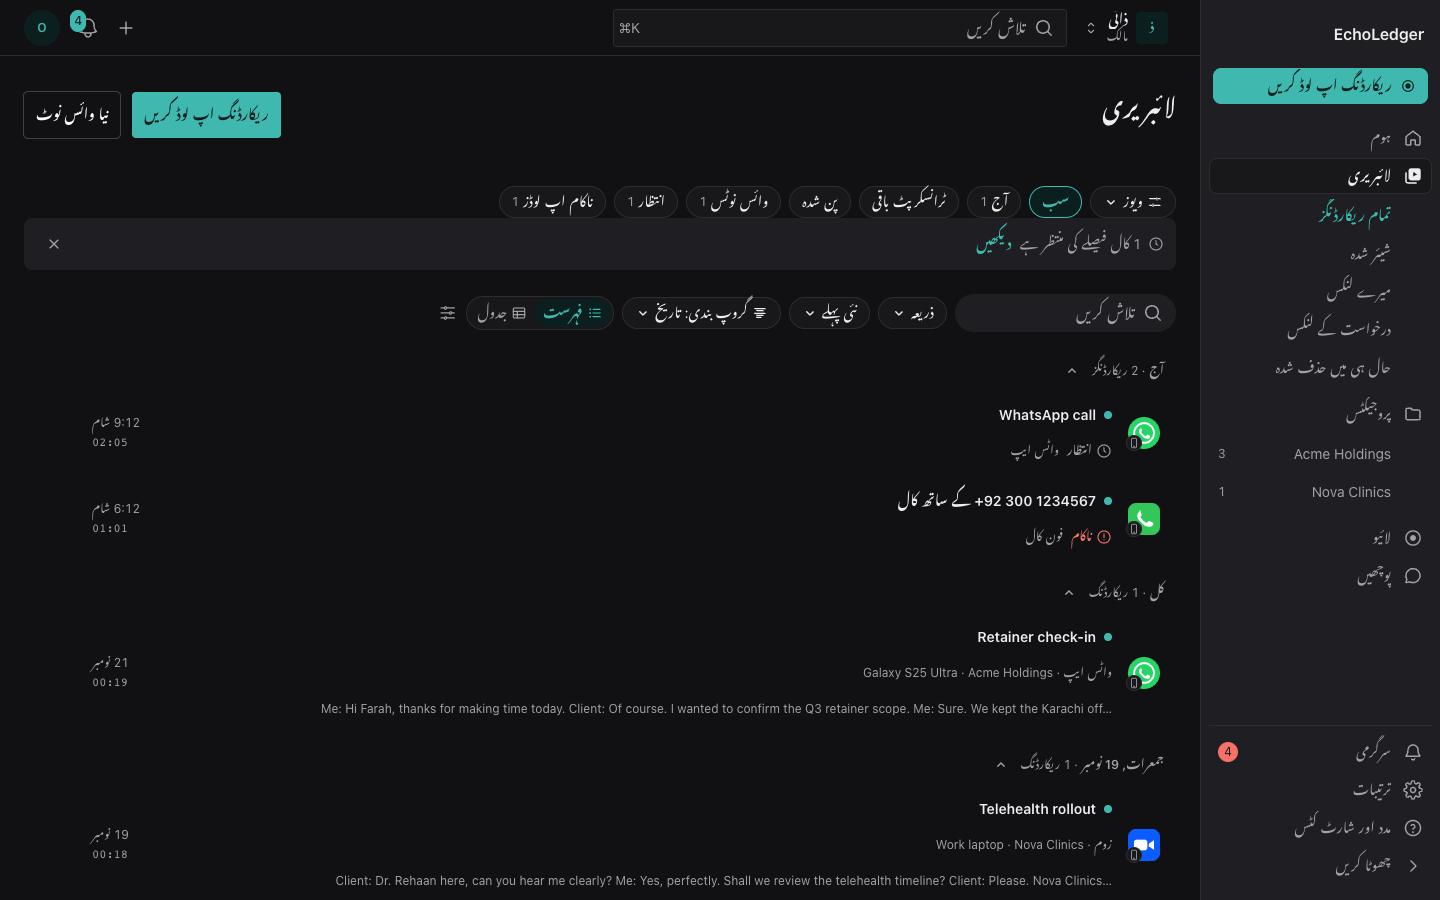 EchoLedger
ریکارڈنگ اپ لوڈ کریں
ہوم
لائبریری
تمام ریکارڈنگز
شیئر شدہ
میرے لنکس
درخواست کے لنکس
حال ہی میں حذف شدہ
پروجیکٹس
Acme Holdings 3
Nova Clinics 1
لائیو
پوچھیں
سرگرمی 4
ترتیبات
مدد اور شارٹ کٹس
چھوٹا کریں
ذ ذاتی
مالک
تلاش کریں ⌘K
4
O
لائبریری
ریکارڈنگ اپ لوڈ کریں نیا وائس نوٹ
ویوز سب آج 1 ٹرانسکرپٹ باقی پن شدہ وائس نوٹس 1 انتظار 1 ناکام اپ لوڈز 1
1 کال فیصلے کی منتظر ہے دیکھیں
تلاش کریں ذریعہ نئی پہلے گروپ بندی: تاریخ فہرست جدول
آج · 2 ریکارڈنگز
WhatsApp call
انتظار واٹس ایپ
9:12 شام
02:05
+92 300 1234567 کے ساتھ کال
ناکام فون کال
6:12 شام
01:01
کل · 1 ریکارڈنگ
Retainer check-in
واٹس ایپ · Galaxy S25 Ultra · Acme Holdings
Me: Hi Farah, thanks for making time today. Client: Of course. I wanted to confirm the Q3 retainer scope. Me: Sure. We kept the Karachi off…
21 نومبر
00:19
جمعرات, 19 نومبر · 1 ریکارڈنگ
Telehealth rollout
زوم · Work laptop · Nova Clinics
Client: Dr. Rehaan here, can you hear me clearly? Me: Yes, perfectly. Shall we review the telehealth timeline? Client: Please. Nova Clinics…
19 نومبر
00:18